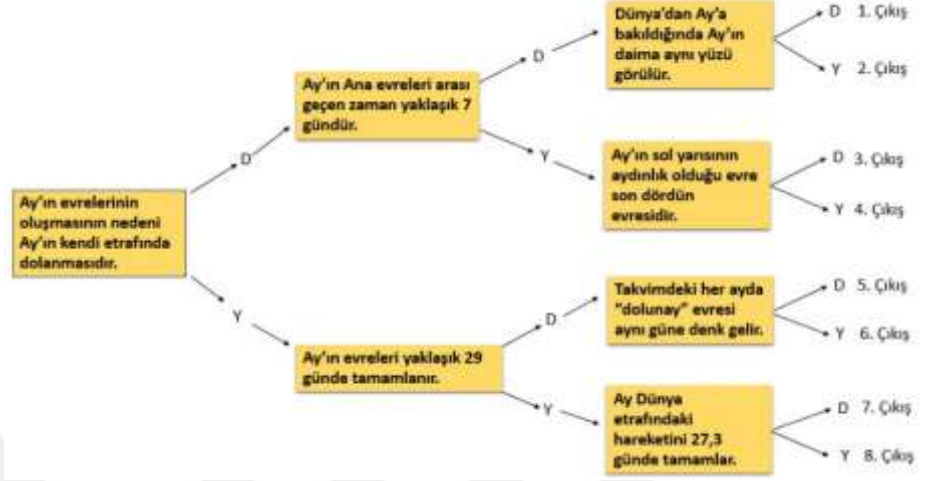 Dünya'dan Ay'a
bakıldığında Ay'ın
daima aynı yüzü
görülür.
D 1. Çıkış
Y 2. Çıkış
D
Ay'ın Ana evreleri arası
geçen zaman yaklaşık 7
gündür.
Y
Ay'ın sol yarısının
aydınlık olduğu evre
son dördün
evresidir.
D 3. Çıkış
Y 4. Çıkış
D
Ay'ın evrelerinin
oluşmasının nedeni
Ay'ın kendi etrafında
dolanmasıdır.
Y
Takvimdeki her ayda
"dolunay" evresi
aynı güne denk gelir.
D 5. Çıkış
Y 6. Çıkış
D
Ay'ın evreleri yaklaşık 29
günde tamamlanır.
Y
Ay Dünya
etrafındaki
hareketini 27,3
günde tamamlar.
D 7. Çıkış
Y 8. Çıkış